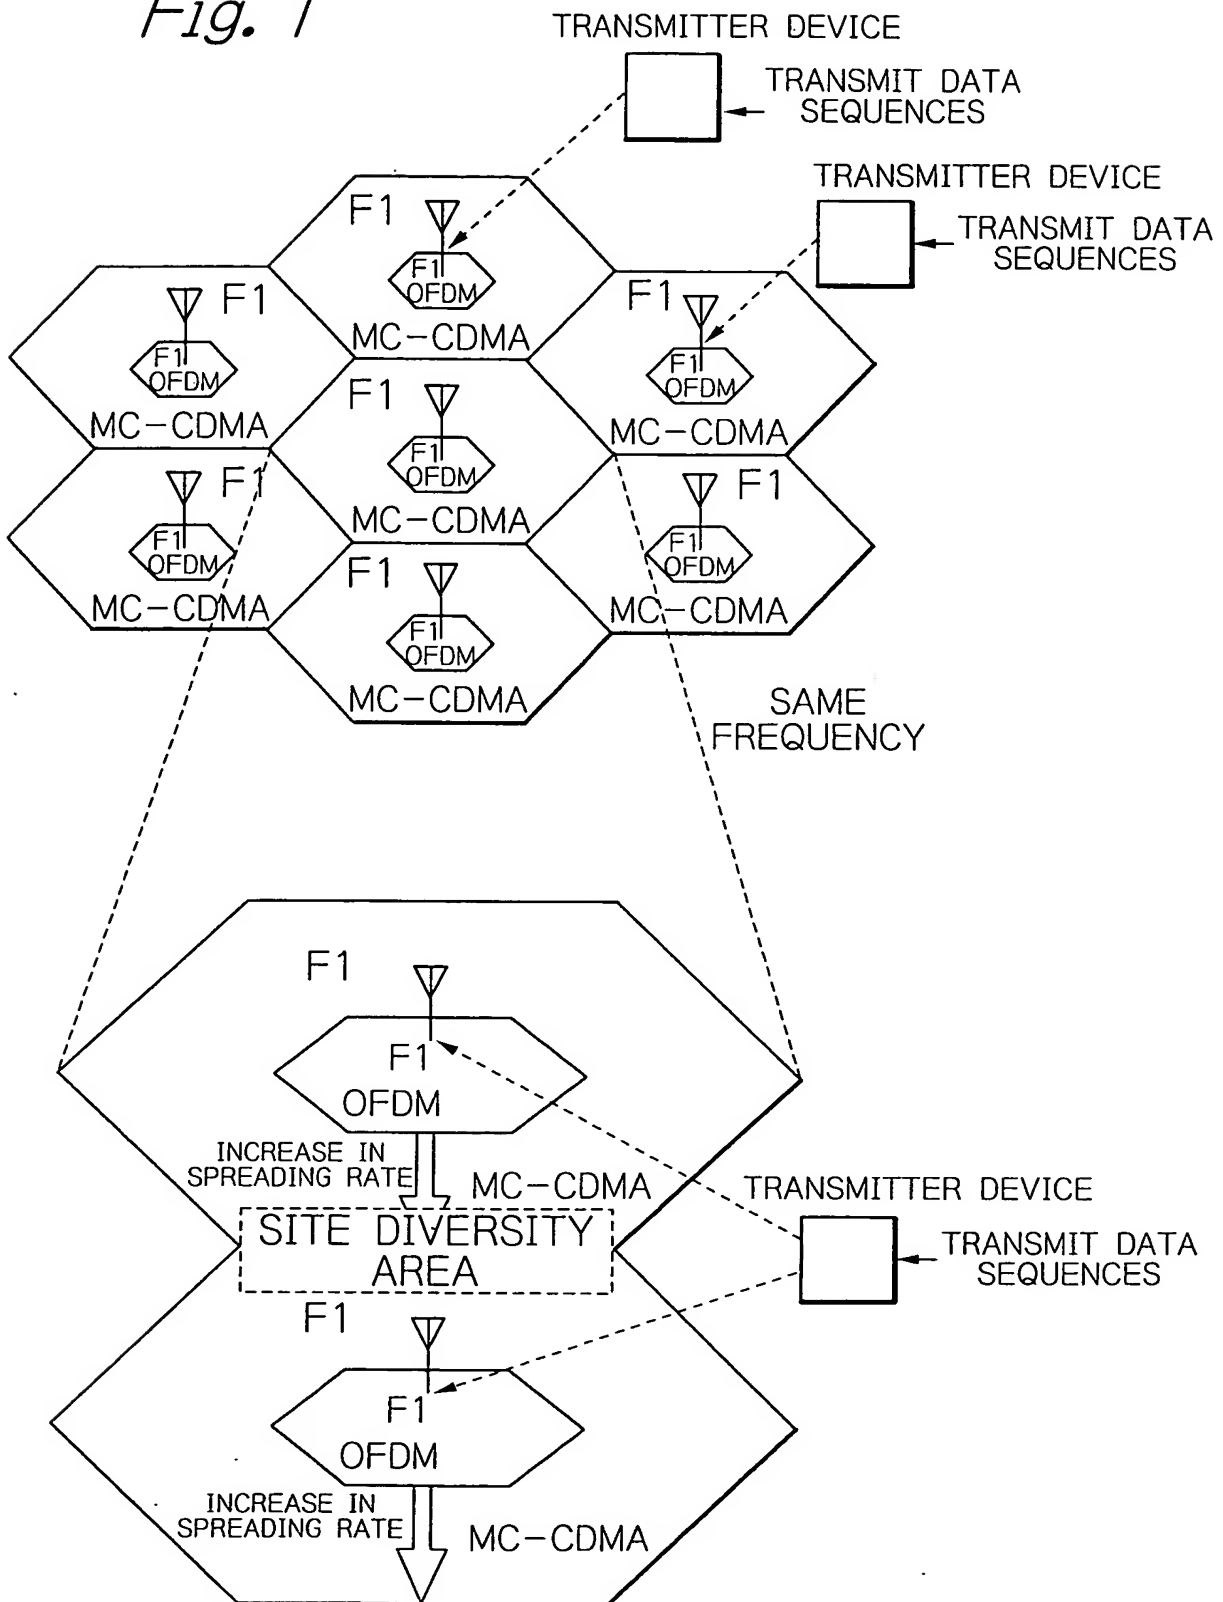 Fig. 1
TRANSMITTER DEVICE
TRANSMIT DATA
SEQUENCES
TRANSMITTER DEVICE
TRANSMIT DATA
SEQUENCES
F1
F1
OFDM
MC-CDMA
F1
F1
OFDM
MC-CDMA
F1
F1
OFDM
MC-CDMA
F1
F1
OFDM
MC-CDMA
F1
F1
OFDM
MC-CDMA
F1
F1
OFDM
MC-CDMA
F1
F1
OFDM
MC-CDMA
SAME
FREQUENCY
F1
F1
OFDM
INCREASE IN
SPREADING RATE
MC-CDMA
SITE DIVERSITY
AREA
TRANSMITTER DEVICE
TRANSMIT DATA
SEQUENCES
F1
F1
OFDM
INCREASE IN
SPREADING RATE
MC-CDMA